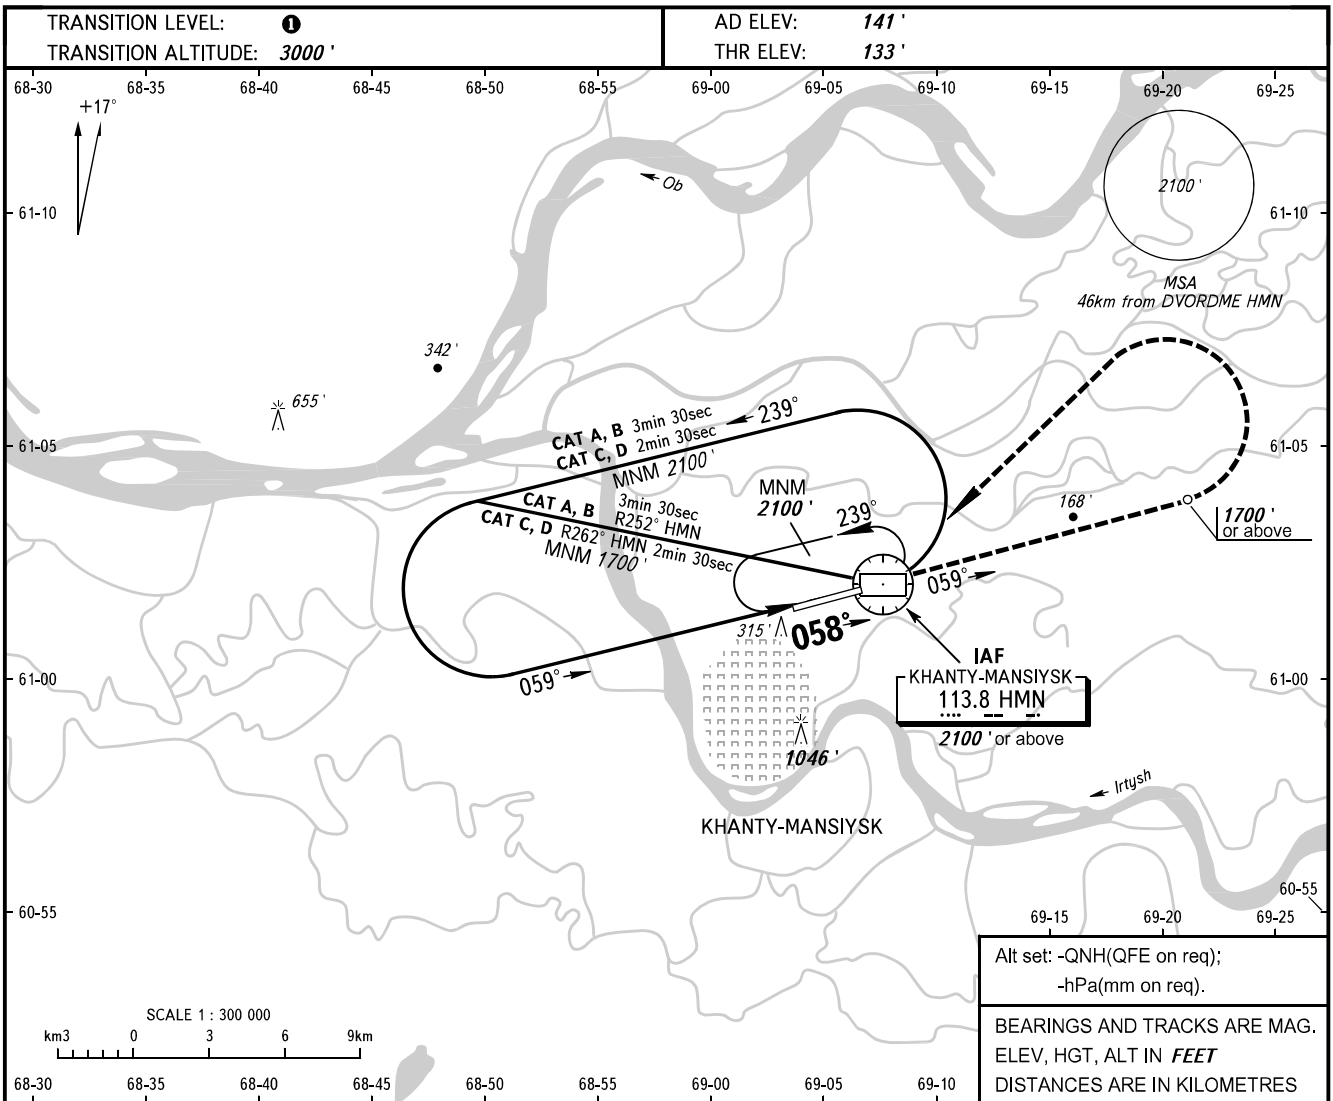 TRANSITION LEVEL: ❶
TRANSITION ALTITUDE: 3000 '
AD ELEV: 141 '
THR ELEV: 133 '
68-30 68-35 68-40 68-45 68-50 68-55 69-00 69-05 69-10 69-15 69-20 69-25
+17°
2100 '
Ob
61-10 61-10
MSA
46km from DVORDME HMN
342 '
655 '
CAT A, B 3min 30sec
239°
CAT C, D 2min 30sec
MNM 2100 '
61-05 61-05
MNM
2100 '
239°
168 '
1700 '
or above
CAT A, B 3min 30sec
R252° HMN
CAT C, D R262° HMN 2min 30sec
MNM 1700 '
059°
315 '
058°
059°
IAF
KHANTY-MANSIYSK
113.8 HMN
2100 ' or above
61-00 61-00
1046 '
Irtysh
KHANTY-MANSIYSK
60-55 60-55
69-15 69-20 69-25
Alt set: -QNH(QFE on req);
-hPa(mm on req).
SCALE 1 : 300 000
km3 0 3 6 9km
BEARINGS AND TRACKS ARE MAG.
ELEV, HGT, ALT IN FEET
DISTANCES ARE IN KILOMETRES
68-30 68-35 68-40 68-45 68-50 68-55 69-00 69-05 69-10